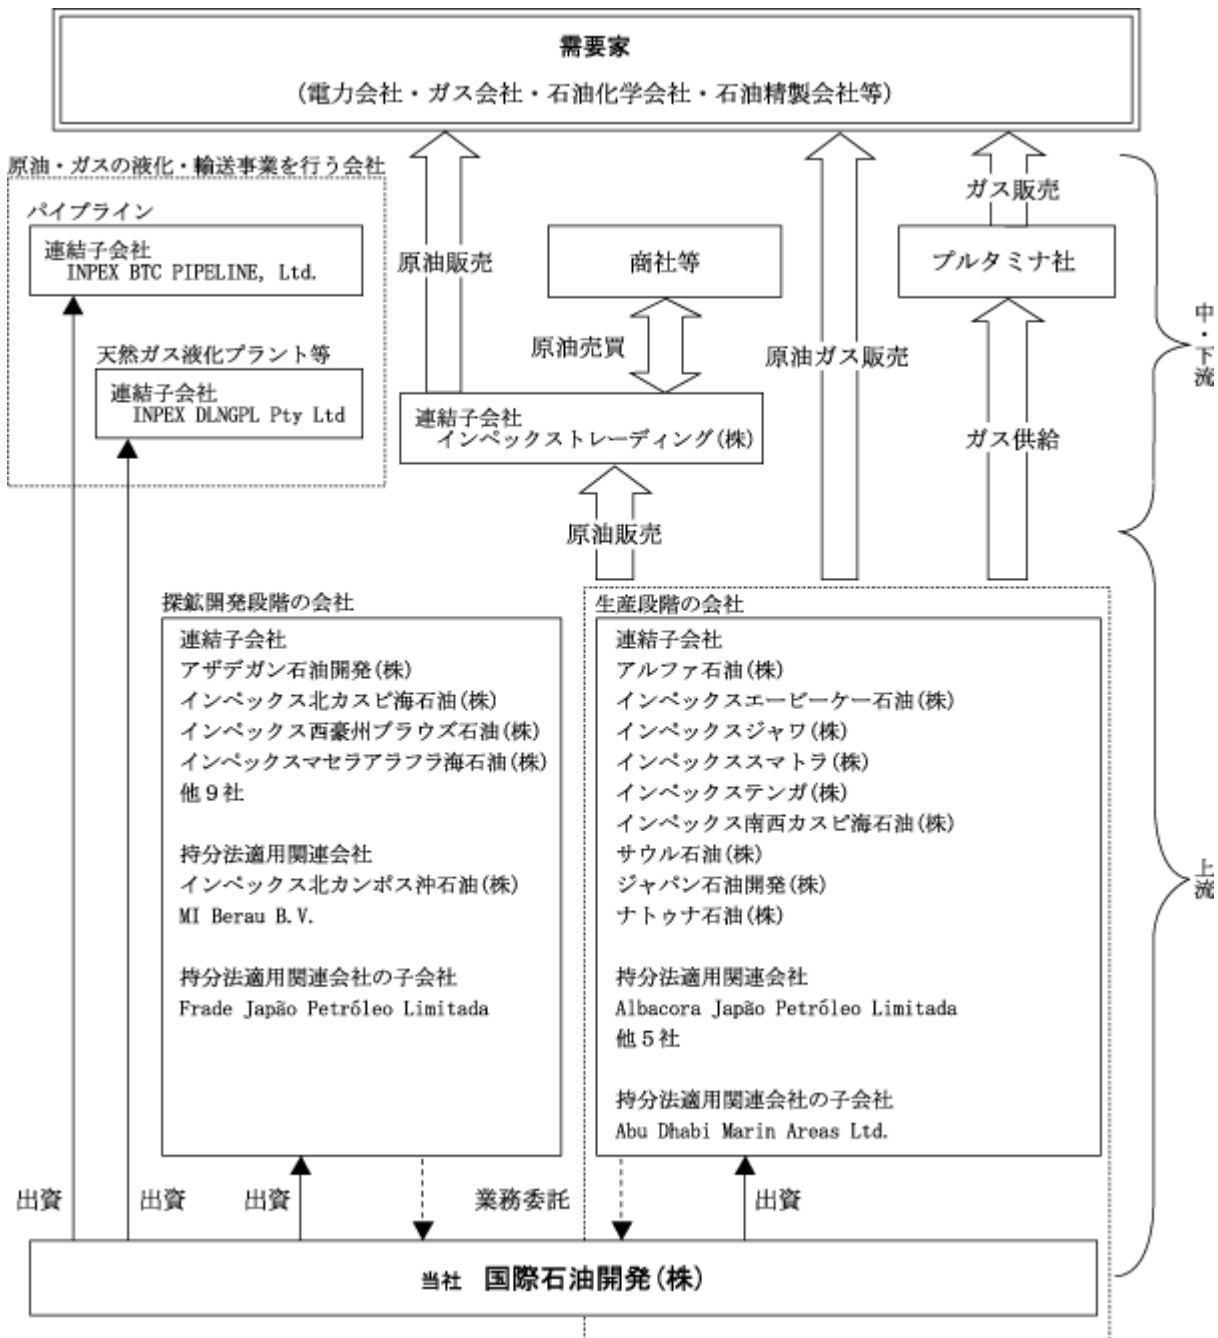 需要家
(電力会社・ガス会社・石油化学会社・石油精製会社等)
原油・ガスの液化・輸送事業を行う会社
パイプライン
連結子会社
INPEX BTC PIPELINE, Ltd.
天然ガス液化プラント等
連結子会社
INPEX DLNGPL Pty Ltd
原油販売
商社等
原油売買
連結子会社
インペックストレーディング(株)
原油販売
原油ガス販売
ガス販売
プルタミナ社
ガス供給
中・下流
探鉱開発段階の会社
連結子会社
アザデガン石油開発(株)
インペックス北カスピ海石油(株)
インペックス西豪州ブラウズ石油(株)
インペックスマセラアラフラ海石油(株)
他9社
持分法適用関連会社
インペックス北カンポス沖石油(株)
MI Berau B.V.
持分法適用関連会社の子会社
Frade Japão Petróleo Limitada
生産段階の会社
連結子会社
アルファ石油(株)
インペックスエービーケー石油(株)
インペックスジャワ(株)
インペックススマトラ(株)
インペックステンガ(株)
インペックス南西カスピ海石油(株)
サウル石油(株)
ジャパン石油開発(株)
ナトゥナ石油(株)
持分法適用関連会社
Albacora Japão Petróleo Limitada
他5社
持分法適用関連会社の子会社
Abu Dhabi Marin Areas Ltd.
上流
出資
出資
出資
業務委託
出資
当社 国際石油開発(株)